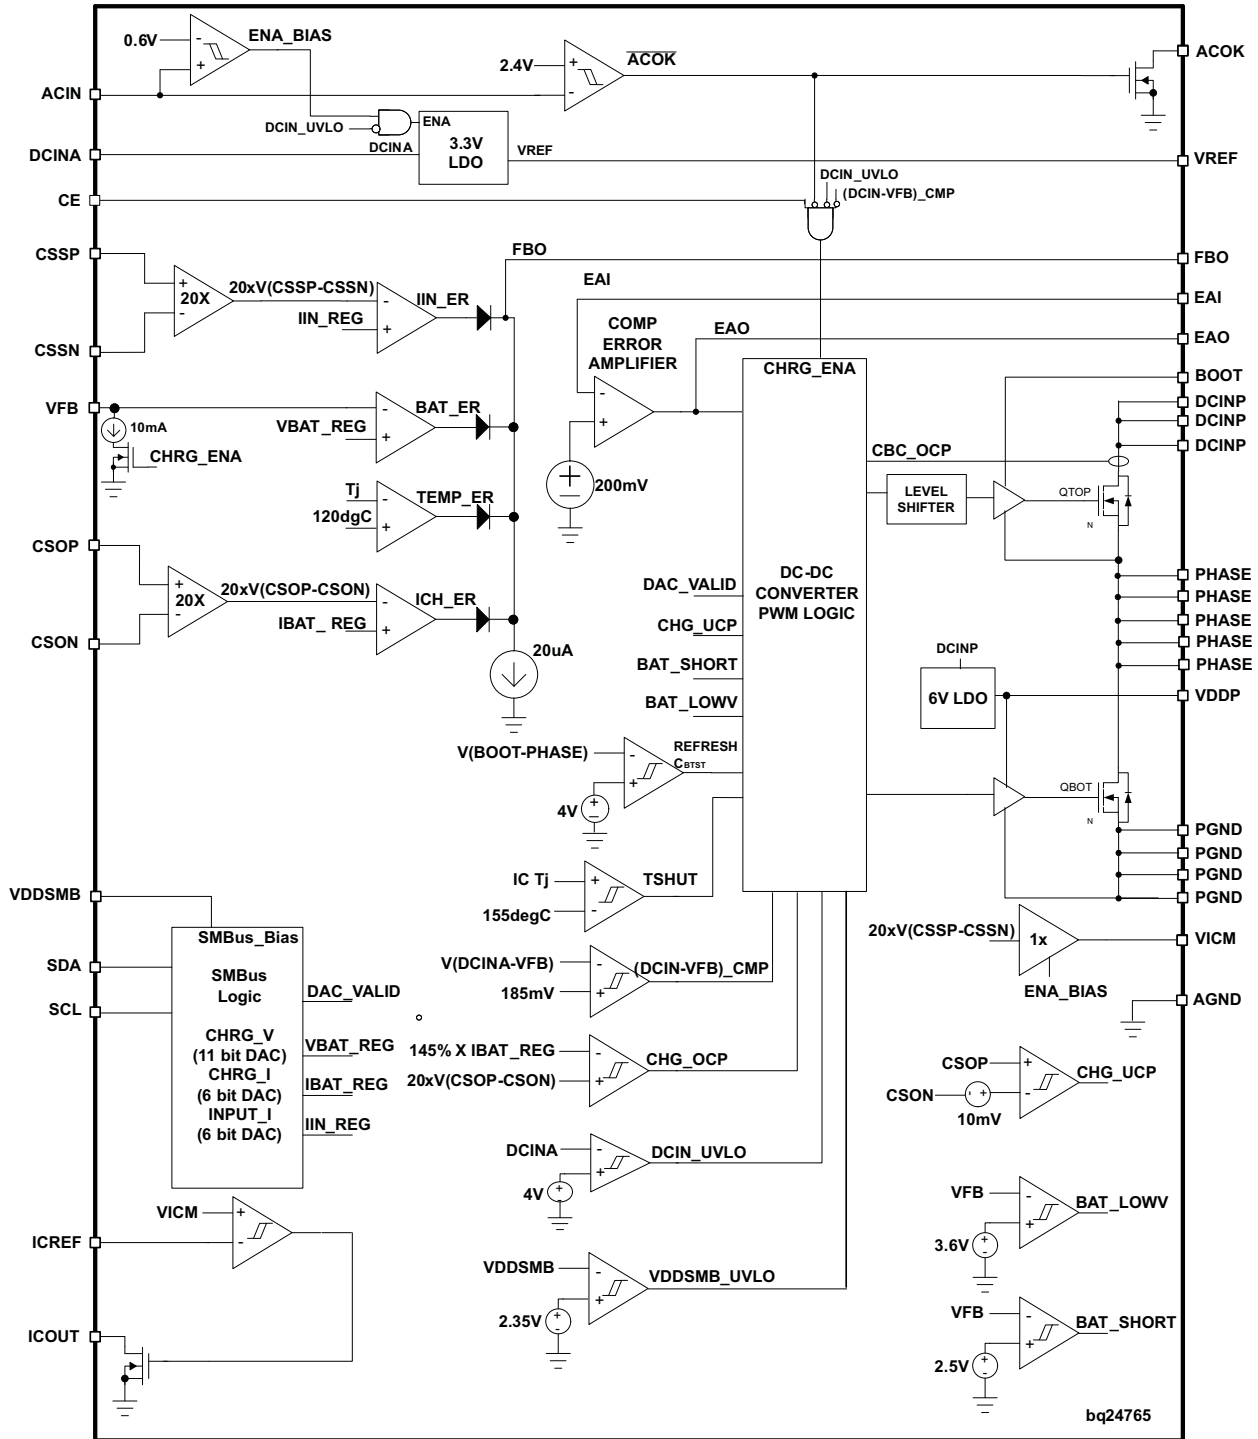 0.6V
-
+
ENA_BIAS
2.4V
+
-
ACOK
ACOK
ACIN
DCIN_UVLO
ENA
DCINA
DCINA
3.3V
LDO
VREF
VREF
CE
DCIN_UVLO
(DCIN-VFB)_CMP
CSSP
+
20X
-
20xV(CSSP-CSSN)
-
IIN_REG
+
IIN_ER
FBO
FBO
CSSN
EAI
EAI
COMP
ERROR
AMPLIFIER
EAO
EAO
-
+
200mV
VFB
10mA
CHRG_ENA
-
VBAT_REG
+
BAT_ER
Tj
-
120dgC
+
TEMP_ER
CSOP
+
20X
-
20xV(CSOP-CSON)
-
IBAT_ REG
+
ICH_ER
CSON
20uA
CHRG_ENA
DC-DC
CONVERTER
PWM LOGIC
DAC_VALID
CHG_UCP
BAT_SHORT
BAT_LOWV
V(BOOT-PHASE)
-
+
4V
+
-
REFRESH
CBTST
IC Tj
+
155degC
-
TSHUT
V(DCINA-VFB)
-
185mV
+
(DCIN-VFB)_CMP
145% X IBAT_REG
-
20xV(CSOP-CSON)
+
CHG_OCP
DCINA
-
+
4V
+
-
DCIN_UVLO
VDDSMB
-
+
2.35V
+
-
VDDSMB_UVLO
BOOT
DCINP
DCINP
DCINP
CBC_OCP
LEVEL
SHIFTER
QTOP
N
PHASE
PHASE
PHASE
PHASE
PHASE
DCINP
6V LDO
VDDP
QBOT
N
PGND
PGND
PGND
PGND
20xV(CSSP-CSSN)
1x
VICM
ENA_BIAS
AGND
CSOP
+
CSON
- +
-
10mV
CHG_UCP
VFB
-
+
3.6V
+
-
BAT_LOWV
VFB
-
+
2.5V
+
-
BAT_SHORT
VDDSMB
SMBus_Bias
SDA
SCL
SMBus
Logic
DAC_VALID
CHRG_V
(11 bit DAC)
VBAT_REG
CHRG_I
(6 bit DAC)
IBAT_REG
INPUT_I
(6 bit DAC)
IIN_REG
VICM
+
ICREF
-
ICOUT
bq24765